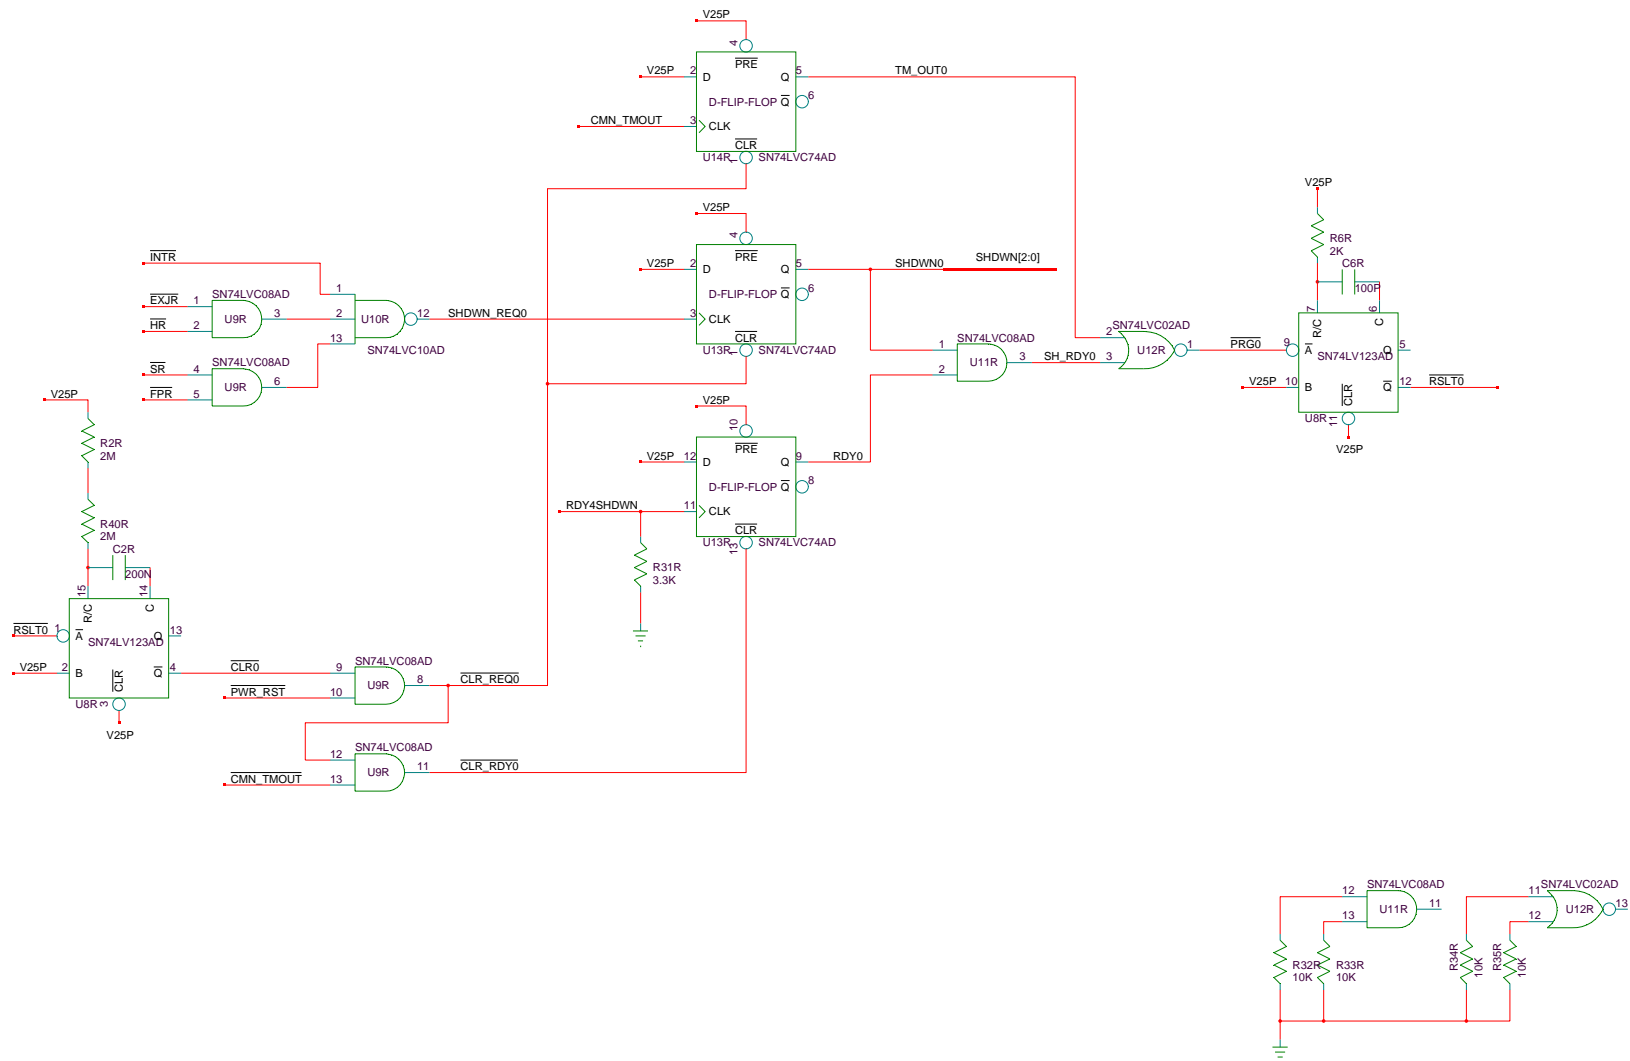 V25P
4
PRE
V25P
2
D
Q
5
TM_OUT0
D-FLIP-FLOP
Q
6
CMN_TMOUT
3
CLK
CLR
U14R
1
SN74LVC74AD
V25P
4
PRE
V25P
2
D
Q
5
SHDWN0
SHDWN[2:0]
D-FLIP-FLOP
Q
6
3
CLK
CLR
U13R
1
SN74LVC74AD
V25P
10
PRE
V25P
12
D
Q
9
RDY0
D-FLIP-FLOP
Q
8
RDY4SHDWN
11
CLK
CLR
U13R
13
SN74LVC74AD
R31R
3.3K
INTR
EXJR
1
HR
2
SN74LVC08AD
U9R
3
SR
4
FPR
5
SN74LVC08AD
U9R
6
1
2
13
U10R
12
SN74LVC10AD
SHDWN_REQ0
V25P
R2R
2M
R40R
2M
C2R
200N
15
14
R/C
C
RSLT0
1
A
SN74LV123AD
Q
13
V25P
2
B
CLR
Q
4
U8R
3
V25P
CLR0
9
PWR_RST
10
SN74LVC08AD
U9R
8
CLR_REQ0
12
CMN_TMOUT
13
SN74LVC08AD
U9R
11
CLR_RDY0
1
2
SN74LVC08AD
U11R
3
SH_RDY0
2
3
SN74LVC02AD
U12R
1
PRG0
V25P
R6R
2K
C6R
100P
7
6
R/C
C
9
A
SN74LV123AD
Q
5
V25P
10
B
CLR
Q
12
RSLT0
U8R
11
V25P
12
13
SN74LVC08AD
U11R
11
R32R
10K
R33R
10K
11
12
SN74LVC02AD
U12R
13
R34R
10K
R35R
10K